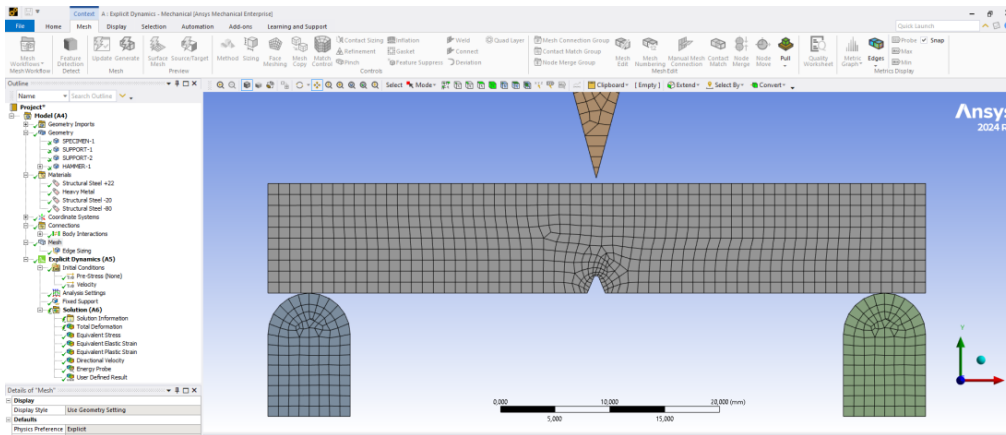 Context
A : Explicit Dynamics - Mechanical [Ansys Mechanical Enterprise]
File Home Mesh Display Selection Automation Add-ons Learning and Support
Quick Launch
Mesh Workflows
Feature Detection
Update Generate
Surface Mesh
Source/Target
Method Sizing
Face Meshing
Mesh Copy
Match Control
Contact Sizing
Refinement
Pinch
Inflation
Gasket
Feature Suppress
Weld
Connect
Deviation
Quad Layer
Mesh Connection Group
Contact Match Group
Node Merge Group
Mesh Edit
Mesh Numbering
Manual Mesh Connection
Contact Match
Node Merge
Node Move
Pull
Quality Worksheet
Metric Graph
Edges
Probe
Max
Min
Snap
Mesh Workflow Detect Mesh Preview Controls Mesh Edit Metrics Display
Outline
Name Search Outline
Select Mode
Clipboard [ Empty ] Extend Select By Convert
Project*
Model (A4)
Geometry Imports
Geometry
SPECIMEN-1
SUPPORT-1
SUPPORT-2
HAMMER-1
Materials
Structural Steel +22
Heavy Metal
Structural Steel -20
Structural Steel -80
Coordinate Systems
Connections
Body Interactions
Mesh
Edge Sizing
Explicit Dynamics (A5)
Initial Conditions
Pre-Stress (None)
Velocity
Analysis Settings
Fixed Support
Solution (A6)
Solution Information
Total Deformation
Equivalent Stress
Equivalent Elastic Strain
Equivalent Plastic Strain
Directional Velocity
Energy Probe
User Defined Result
Details of "Mesh"
Display
Display Style Use Geometry Setting
Defaults
Physics Preference Explicit
Ansys
2024 R
Y
0,000 10,000 20,000 (mm)
5,000 15,000